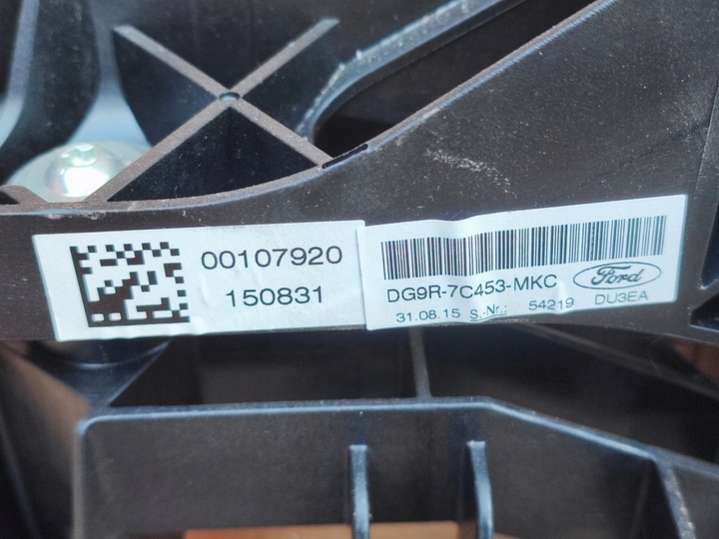 00107920
150831
DG9R-7C453-MKC
Ford
31.08.15 S.-Nr.: 54219 DU3EA